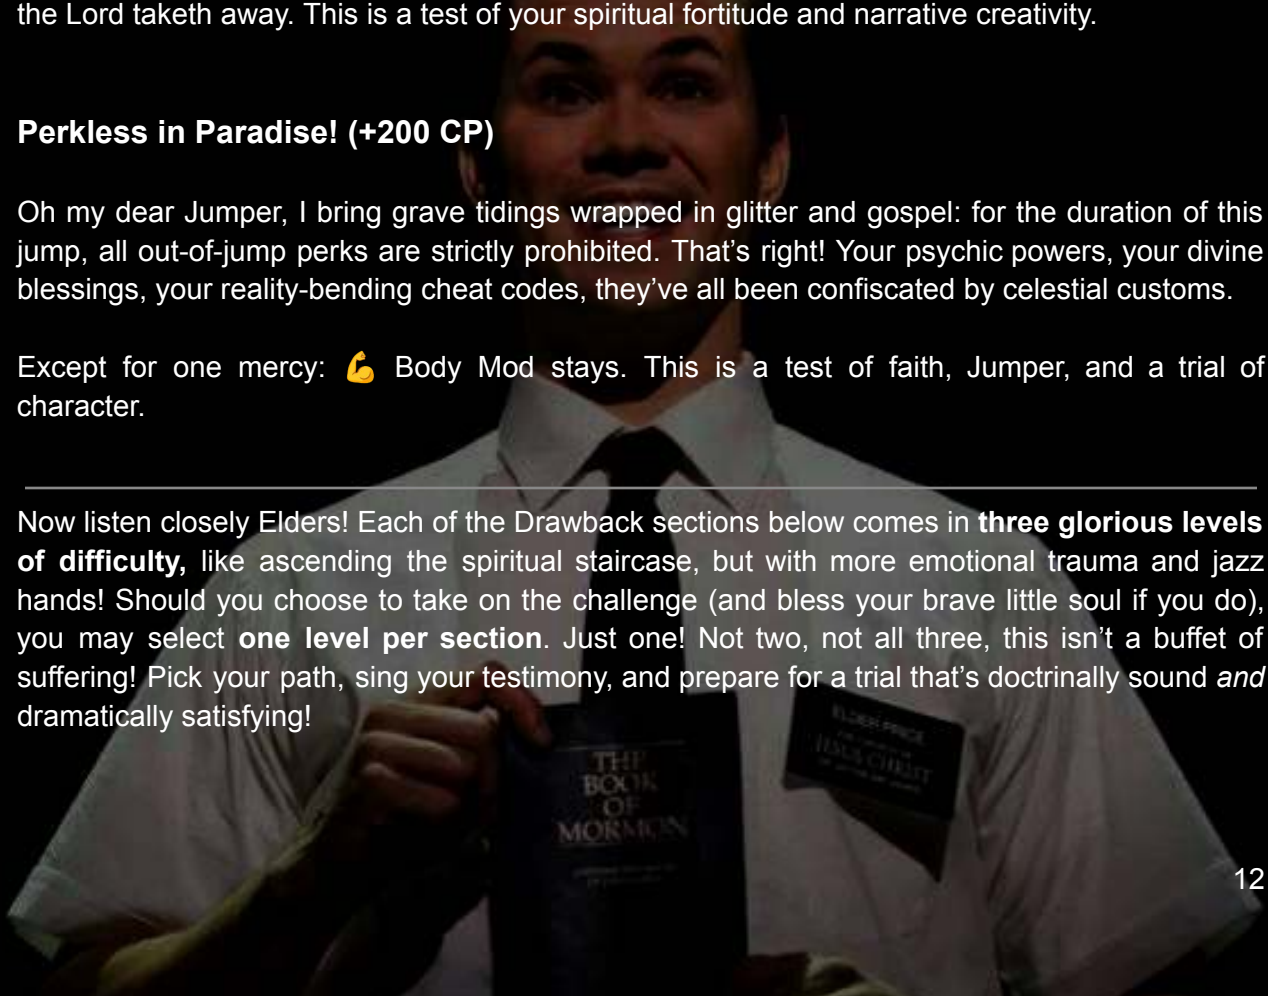 the Lord taketh away. This is a test of your spiritual fortitude and narrative creativity.
Perkless in Paradise! (+200 CP)
Oh my dear Jumper, I bring grave tidings wrapped in glitter and gospel: for the duration of this
jump, all out-of-jump perks are strictly prohibited. That’s right! Your psychic powers, your divine
blessings, your reality-bending cheat codes, they’ve all been confiscated by celestial customs.
Except for one mercy: 💪 Body Mod stays. This is a test of faith, Jumper, and a trial of
character.
Now listen closely Elders! Each of the Drawback sections below comes in three glorious levels
of difficulty, like ascending the spiritual staircase, but with more emotional trauma and jazz
hands! Should you choose to take on the challenge (and bless your brave little soul if you do),
you may select one level per section. Just one! Not two, not all three, this isn’t a buffet of
suffering! Pick your path, sing your testimony, and prepare for a trial that’s doctrinally sound and
dramatically satisfying!
ELDER PRICE
JESUS CHRIST
THE
BOOK
OF
MORMON
12